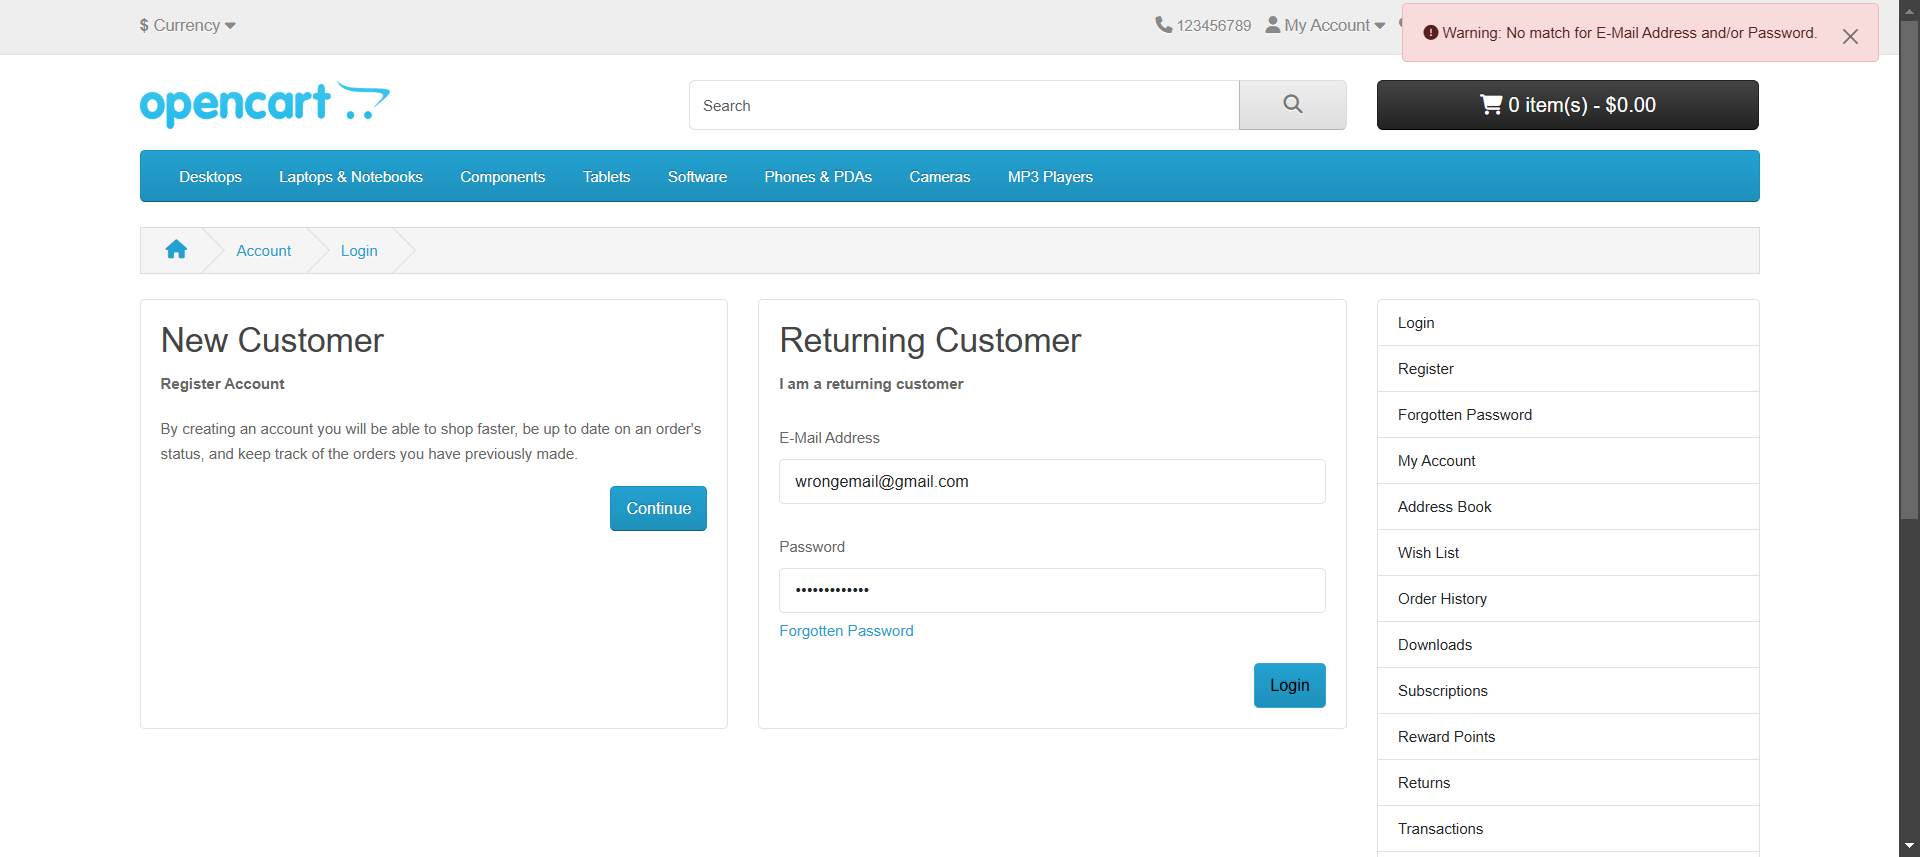 $ Currency
123456789
My Account
Warning: No match for E-Mail Address and/or Password.
opencart
Search
0 item(s) - $0.00
Desktops
Laptops & Notebooks
Components
Tablets
Software
Phones & PDAs
Cameras
MP3 Players
Account
Login
New Customer
Register Account
By creating an account you will be able to shop faster, be up to date on an order's
status, and keep track of the orders you have previously made.
Continue
Returning Customer
I am a returning customer
E-Mail Address
wrongemail@gmail.com
Password
•••••••••••••
Forgotten Password
Login
Login
Register
Forgotten Password
My Account
Address Book
Wish List
Order History
Downloads
Subscriptions
Reward Points
Returns
Transactions